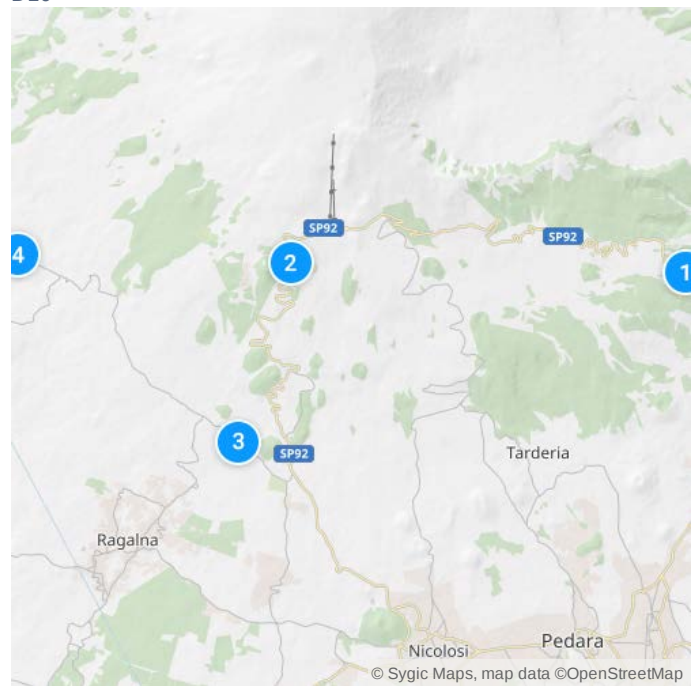 SP92
SP92
4
2
1
3
SP92
Tarderia
Ragalna
Pedara
Nicolosi
© Sygic Maps, map data ©OpenStreetMap